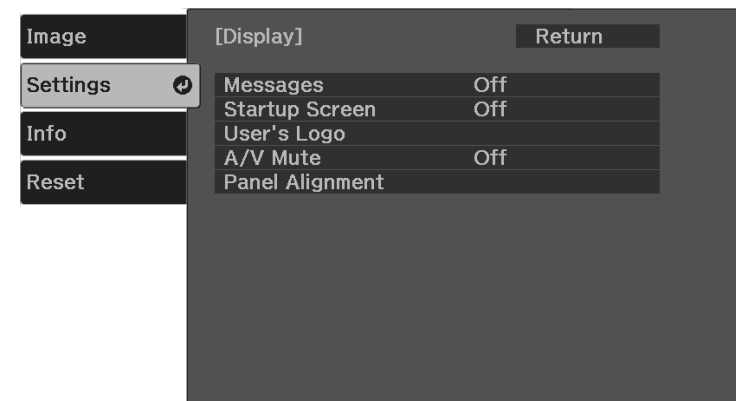 Image
Settings
Info
Reset
[Display] Return
Messages Off
Startup Screen Off
User's Logo
A/V Mute Off
Panel Alignment